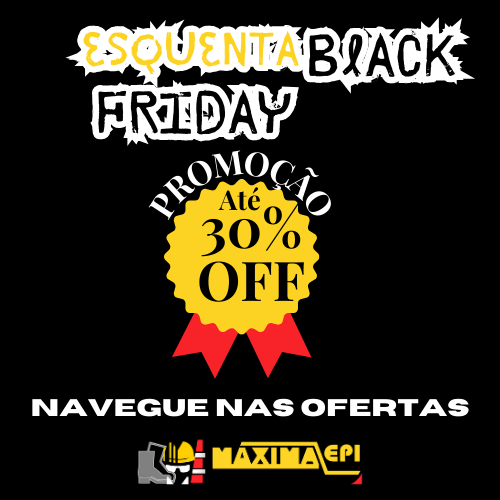 ESQUENTA BLACK
FRIDAY
PROMOÇÃO
Até
30%
OFF
NAVEGUE NAS OFERTAS
MAXIMA EPI